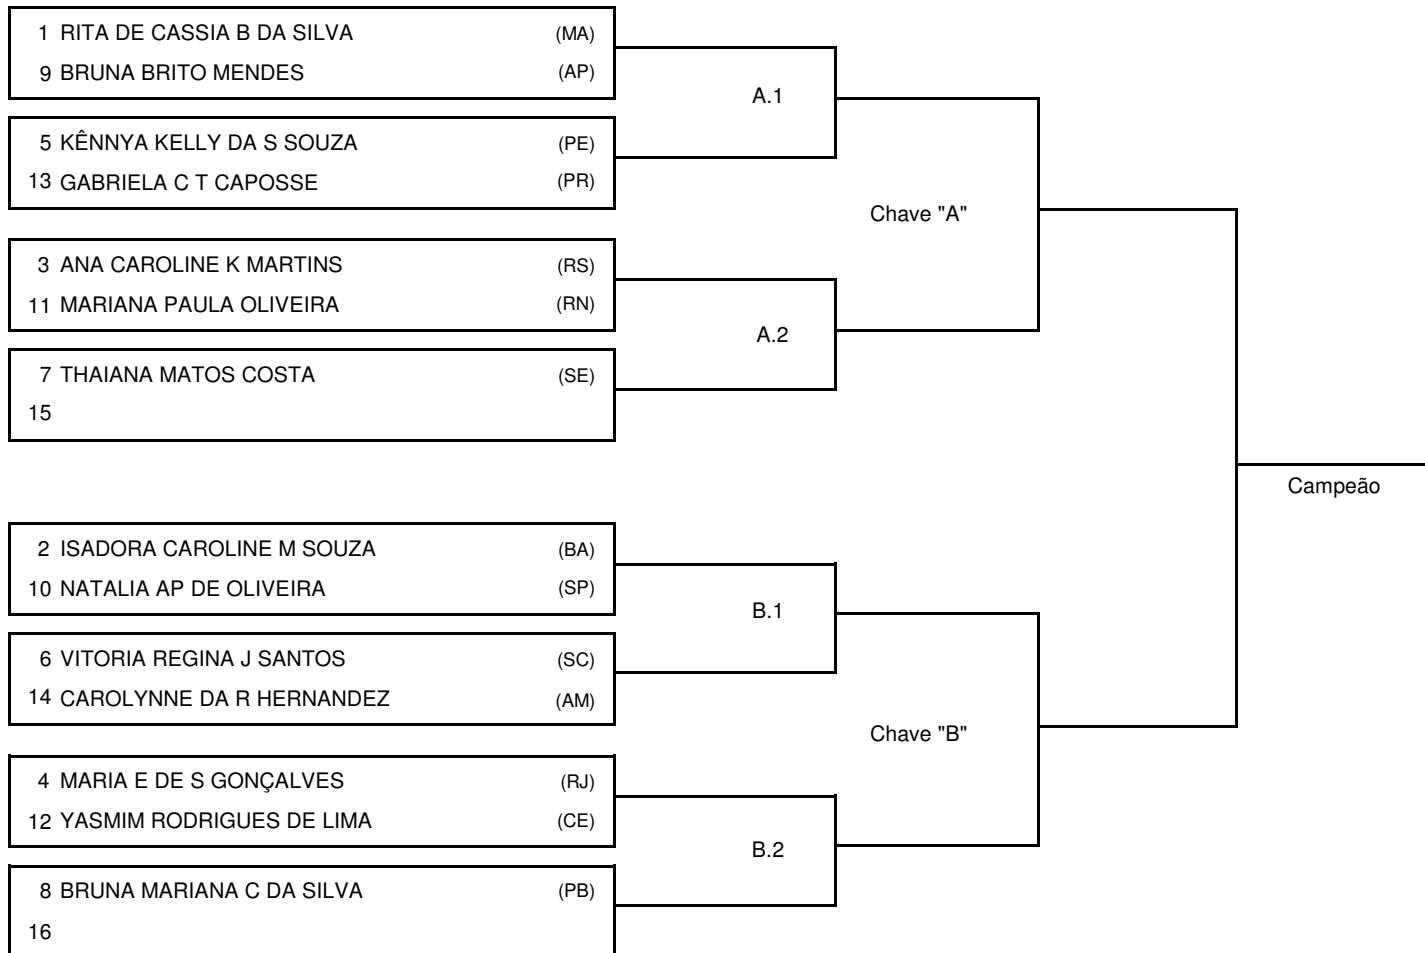 1 RITA DE CASSIA B DA SILVA (MA)
9 BRUNA BRITO MENDES (AP)
A.1
5 KÊNNYA KELLY DA S SOUZA (PE)
13 GABRIELA C T CAPOSSE (PR)
Chave "A"
3 ANA CAROLINE K MARTINS (RS)
11 MARIANA PAULA OLIVEIRA (RN)
A.2
7 THAIANA MATOS COSTA (SE)
15
Campeão
2 ISADORA CAROLINE M SOUZA (BA)
10 NATALIA AP DE OLIVEIRA (SP)
B.1
6 VITORIA REGINA J SANTOS (SC)
14 CAROLYNNE DA R HERNANDEZ (AM)
Chave "B"
4 MARIA E DE S GONÇALVES (RJ)
12 YASMIM RODRIGUES DE LIMA (CE)
B.2
8 BRUNA MARIANA C DA SILVA (PB)
16